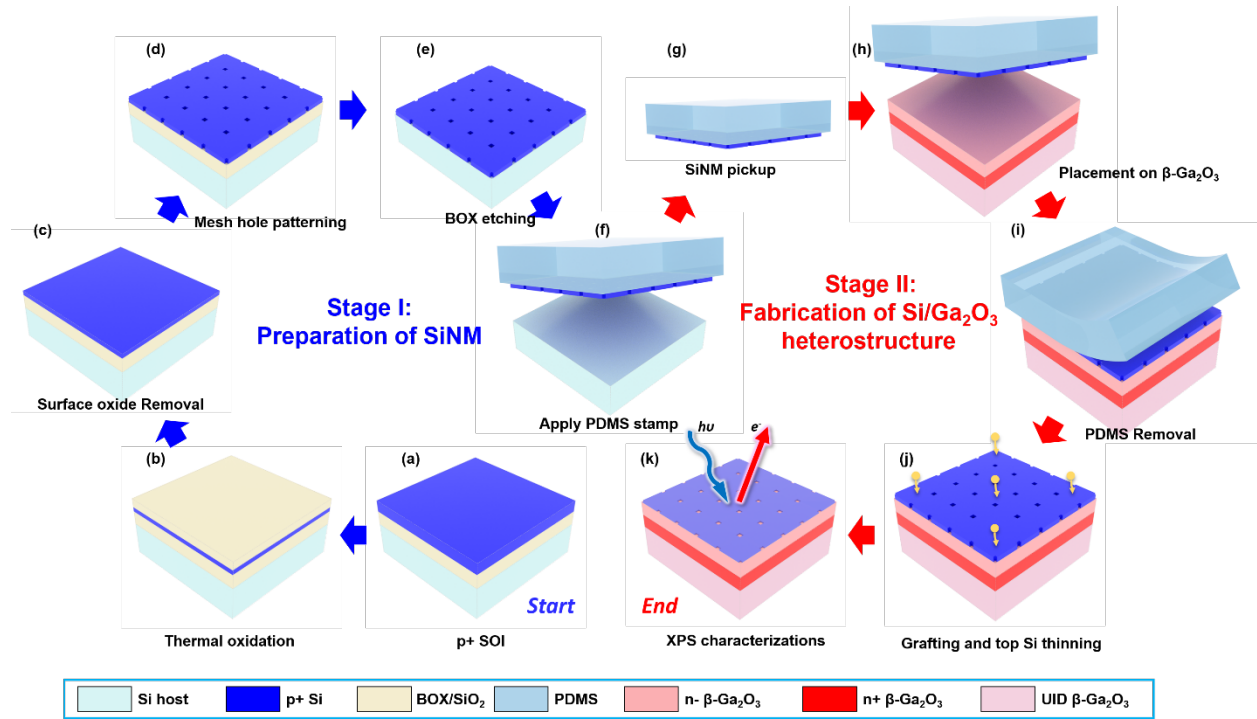 (d)
Mesh hole patterning
(e)
BOX etching
(g)
SiNM pickup
(h)
Placement on β-Ga₂O₃
(c)
Surface oxide Removal
Stage I:
Preparation of SiNM
(f)
Apply PDMS stamp
Stage II:
Fabrication of Si/Ga₂O₃
heterostructure
(i)
PDMS Removal
(b)
Thermal oxidation
(a)
Start
p+ SOI
(k)
hυ
e⁻
End
XPS characterizations
(j)
Grafting and top Si thinning
Si host
p+ Si
BOX/SiO₂
PDMS
n- β-Ga₂O₃
n+ β-Ga₂O₃
UID β-Ga₂O₃